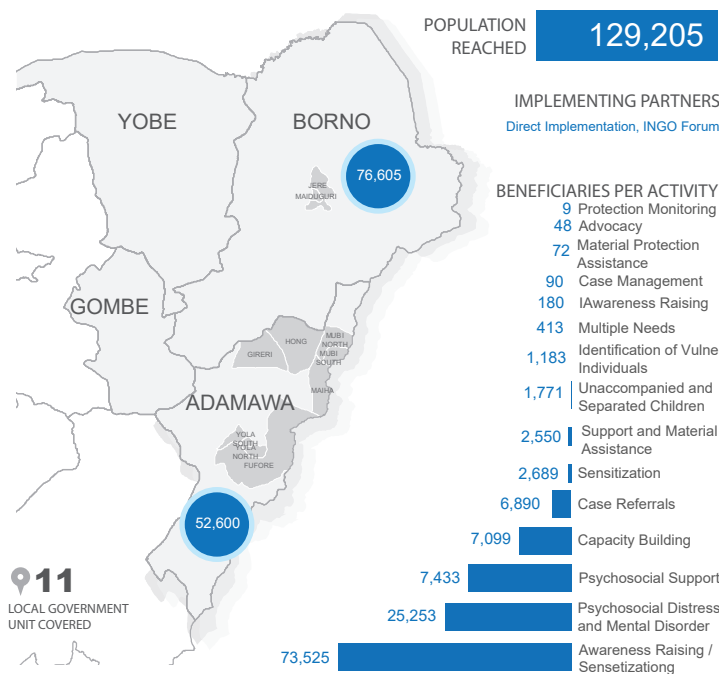 POPULATION
REACHED
129,205
IMPLEMENTING PARTNERS
Direct Implementation, INGO Forum
YOBE
BORNO
76,605
JERE
MAIDUGURI
GOMBE
HONG
MUBI
NORTH
MUBI
SOUTH
GIRERI
MAIHA
ADAMAWA
YOLA
SOUTH
YOLA
NORTH
FUFORE
52,600
11
LOCAL GOVERNMENT
UNIT COVERED
BENEFICIARIES PER ACTIVITY
9 Protection Monitoring
48 Advocacy
72 Material Protection
Assistance
90 Case Management
180 IAwareness Raising
413 Multiple Needs
1,183 Identification of Vulne
Individuals
1,771 Unaccompanied and
Separated Children
2,550 Support and Material
Assistance
2,689 Sensitization
6,890 Case Referrals
7,099 Capacity Building
7,433 Psychosocial Support
25,253 Psychosocial Distress
and Mental Disorder
73,525 Awareness Raising /
Sensetizationg